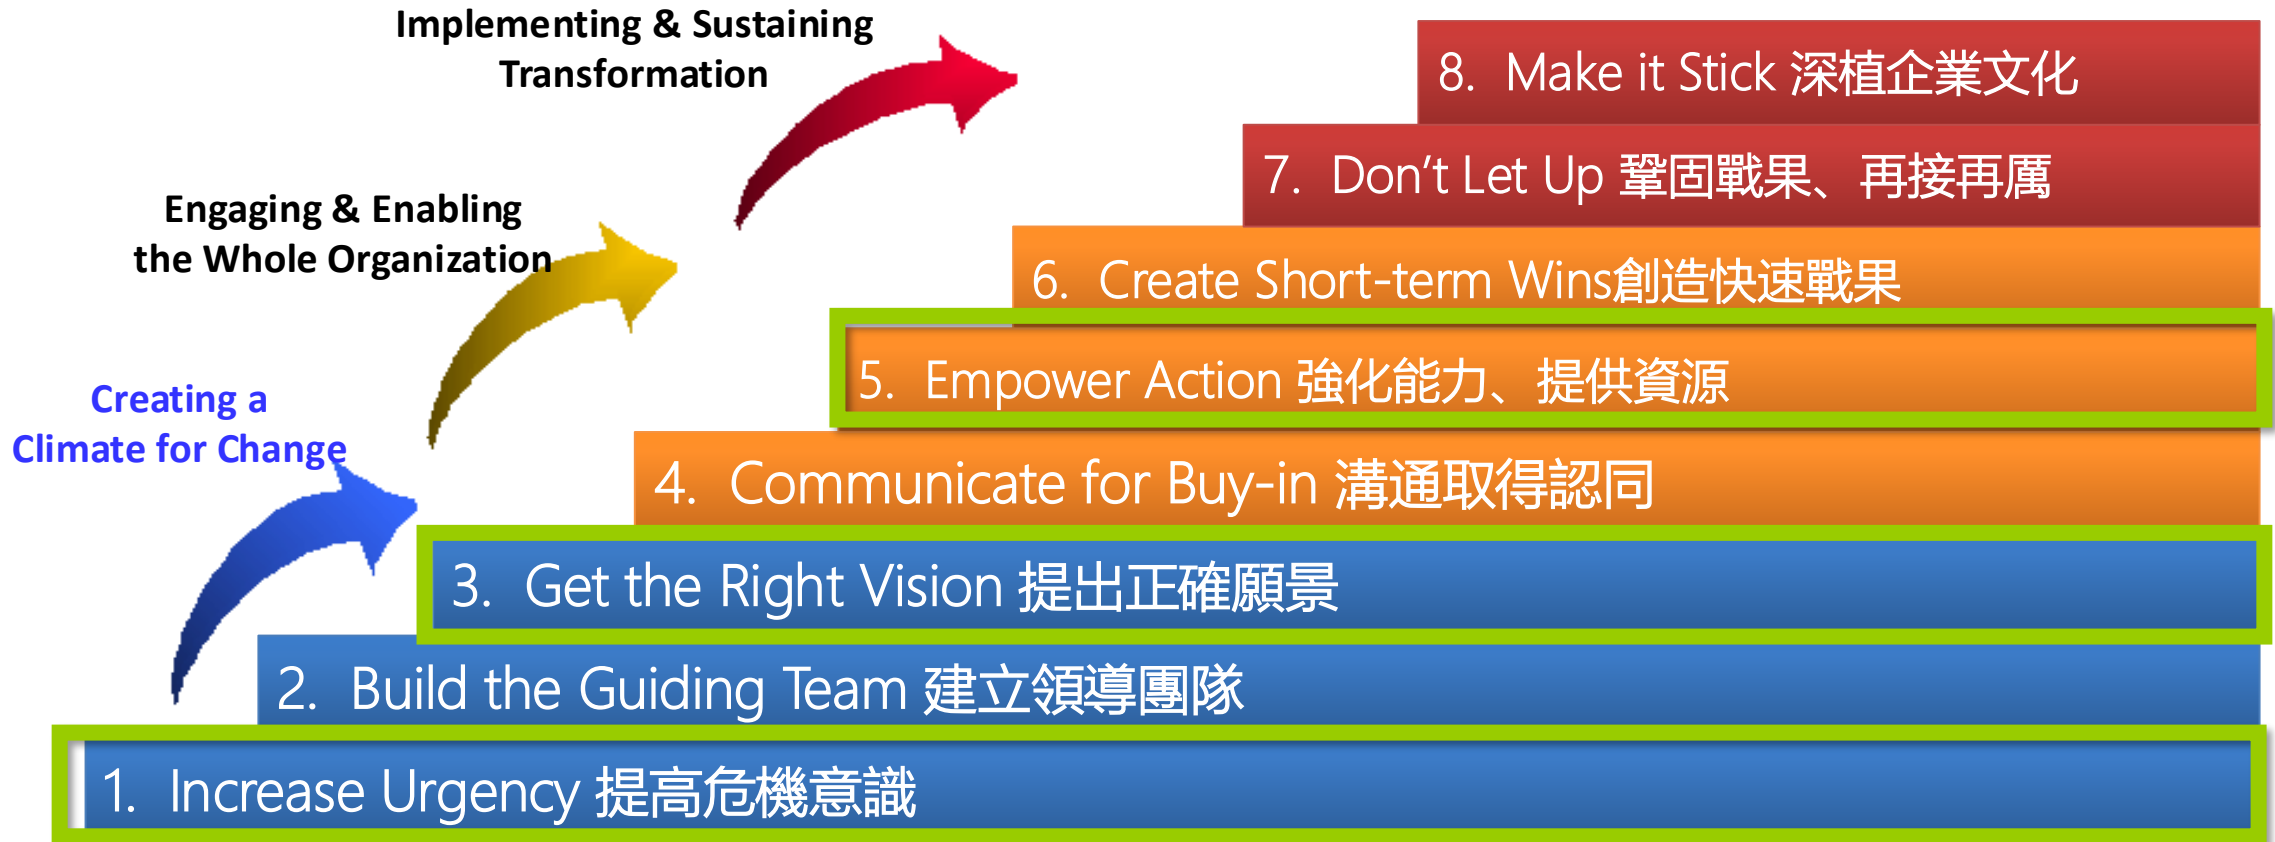 Implementing & Sustaining
Transformation
8. Make it Stick 深植企業文化
7. Don’t Let Up 鞏固戰果、再接再厲
Engaging & Enabling
the Whole Organization
6. Create Short-term Wins創造快速戰果
5. Empower Action 強化能力、提供資源
Creating a
Climate for Change
4. Communicate for Buy-in 溝通取得認同
3. Get the Right Vision 提出正確願景
2. Build the Guiding Team 建立領導團隊
1. Increase Urgency 提高危機意識